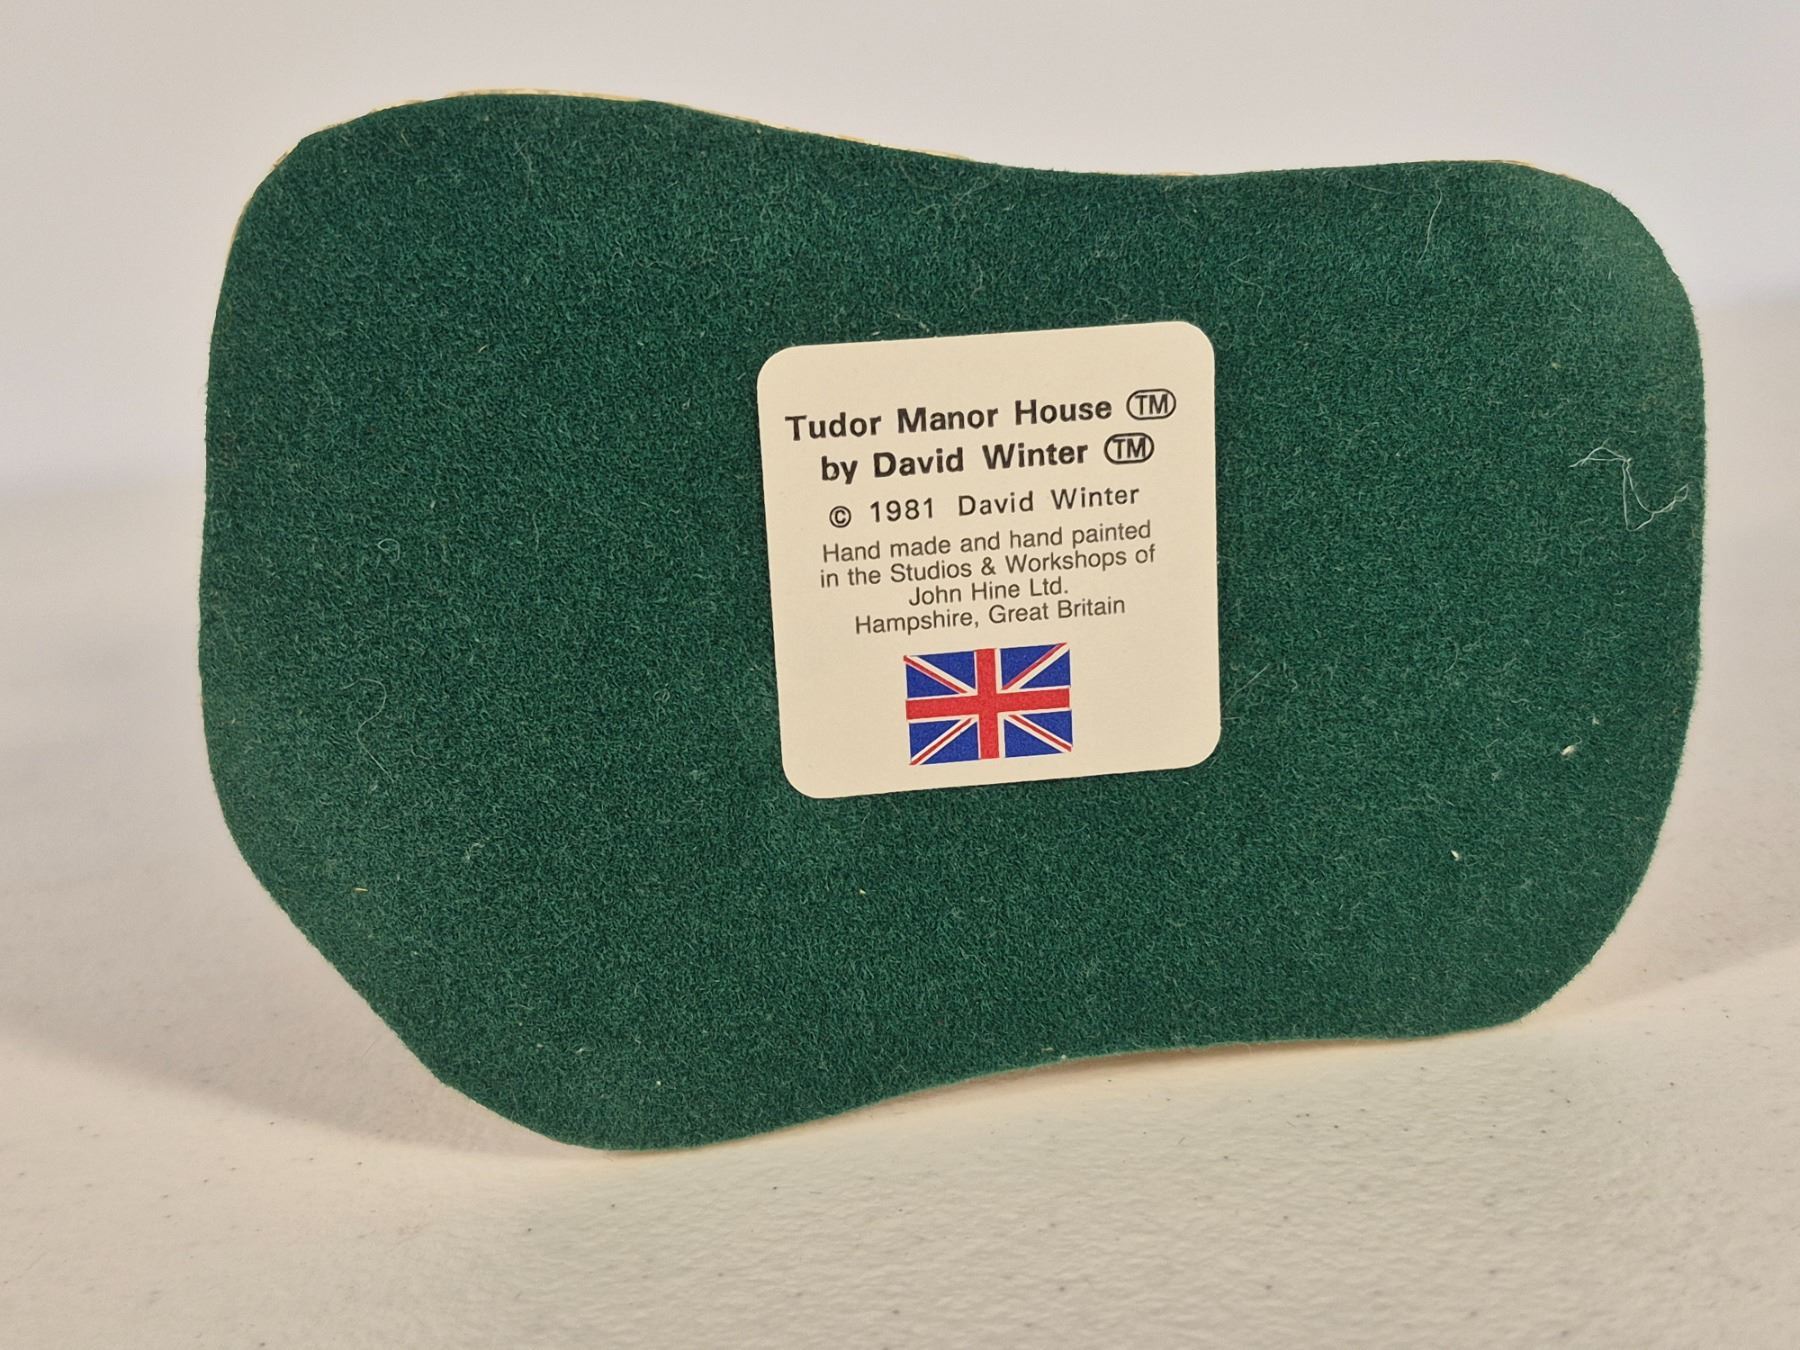 Tudor Manor House TM
by David Winter TM
© 1981 David Winter
Hand made and hand painted
in the Studios & Workshops of
John Hine Ltd.
Hampshire, Great Britain